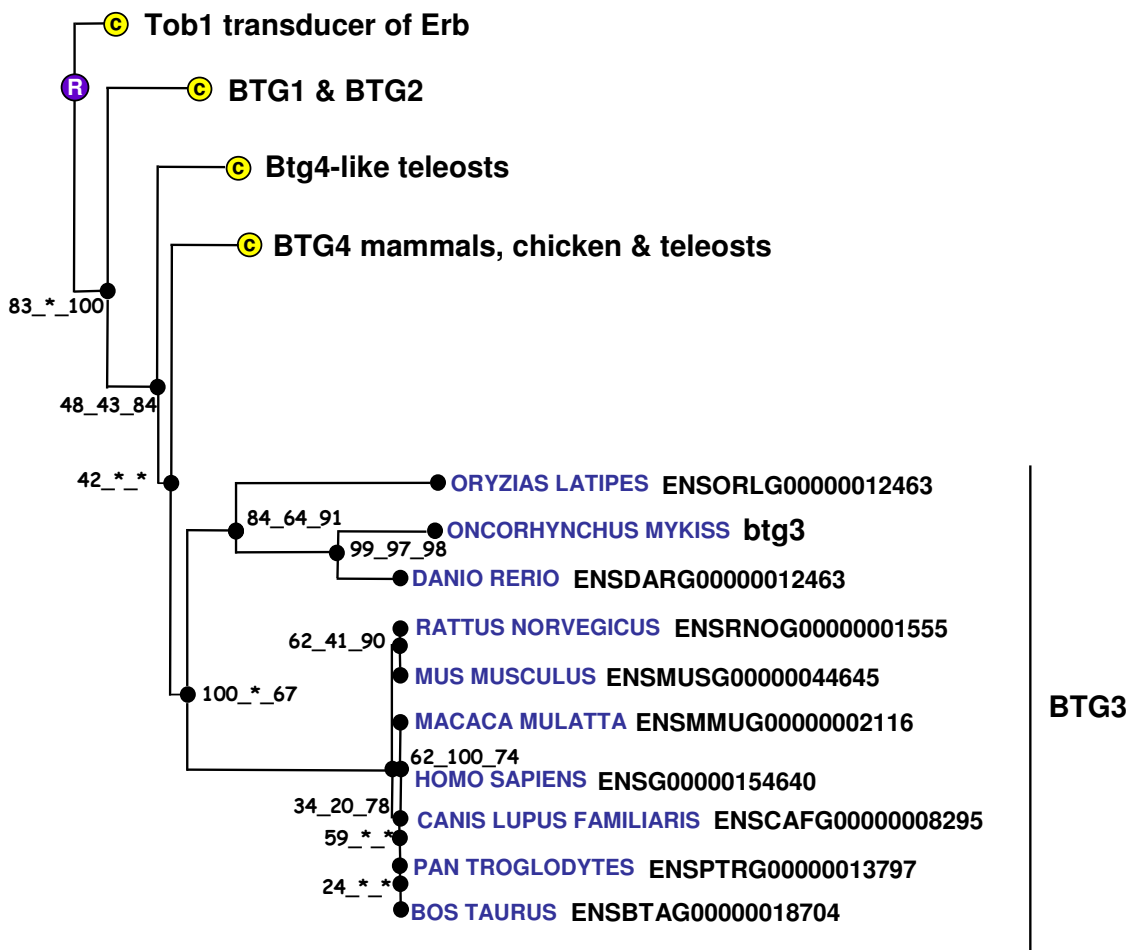 C Tob1 transducer of Erb
R
C BTG1 & BTG2
C Btg4-like teleosts
C BTG4 mammals, chicken & teleosts
83_*_100
48_43_84
42_*_*
ORYZIAS LATIPES ENSORLG00000012463
84_64_91
ONCORHYNCHUS MYKISS btg3
99_97_98
DANIO RERIO ENSDARG00000012463
RATTUS NORVEGICUS ENSRNOG00000001555
62_41_90
MUS MUSCULUS ENSMUSG00000044645
100_*_67
BTG3
MACACA MULATTA ENSMMUG00000002116
62_100_74
HOMO SAPIENS ENSG00000154640
34_20_78
CANIS LUPUS FAMILIARIS ENSCAFG00000008295
59_*_*
PAN TROGLODYTES ENSPTRG00000013797
24_*_*
BOS TAURUS ENSBTAG00000018704